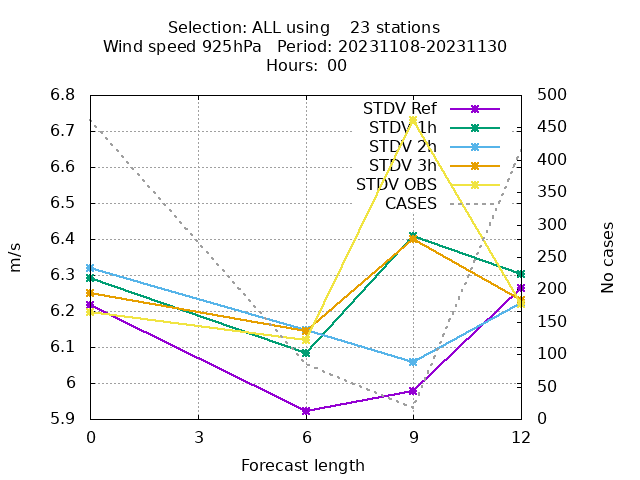 Selection: ALL using    23 stations
Wind speed 925hPa   Period: 20231108-20231130
Hours:  00
6.8
6.7
6.6
6.5
6.4
6.3
6.2
6.1
6
5.9
m/s
STDV Ref
STDV 1h
STDV 2h
STDV 3h
STDV OBS
CASES
500
450
400
350
300
250
200
150
100
50
0
No cases
0 3 6 9 12
Forecast length